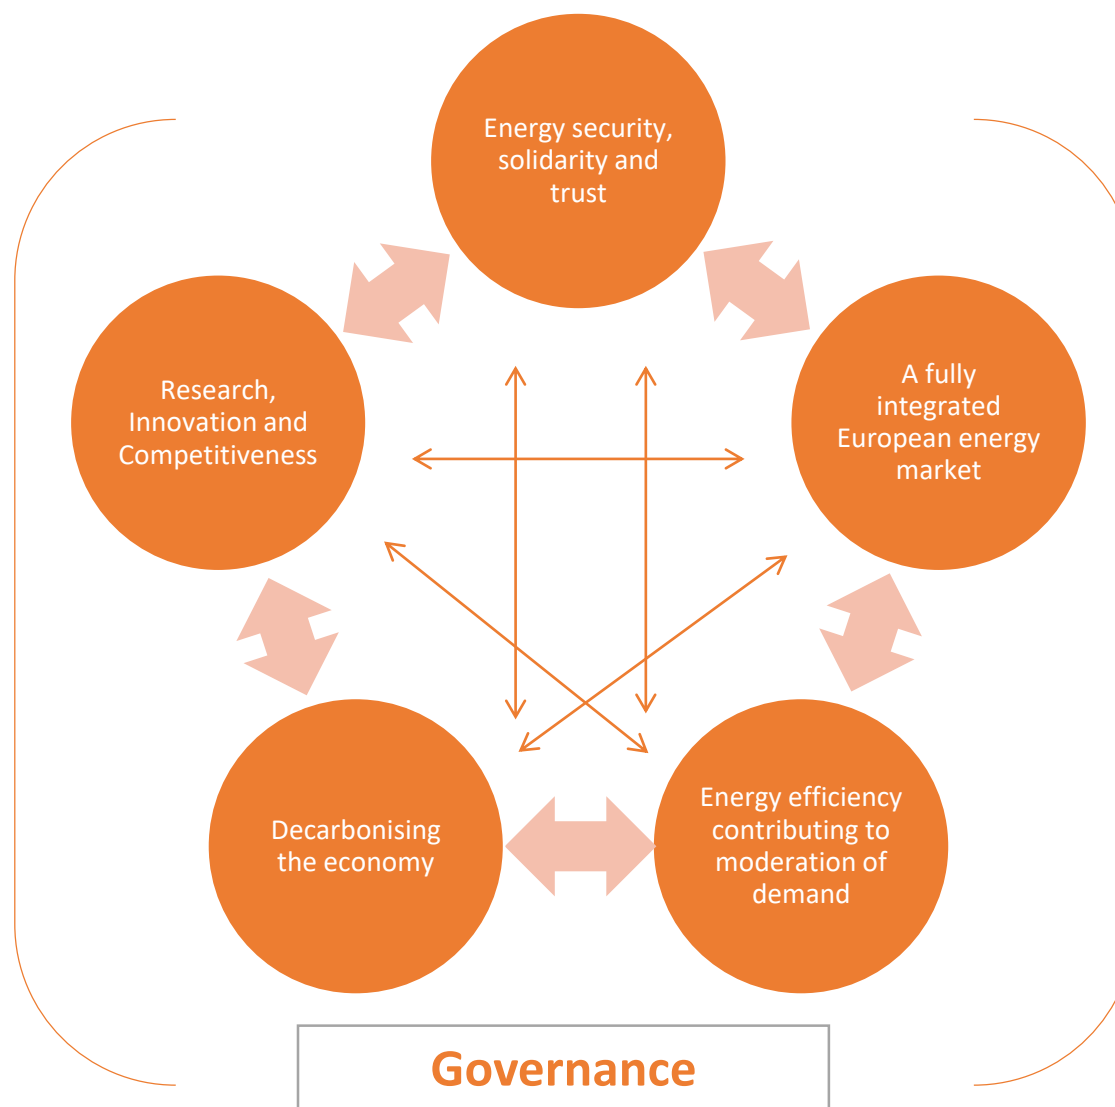 Energy security,
solidarity and
trust
Research,
Innovation and
Competitiveness
A fully
integrated
European energy
market
Decarbonising
the economy
Energy efficiency
contributing to
moderation of
demand
Governance